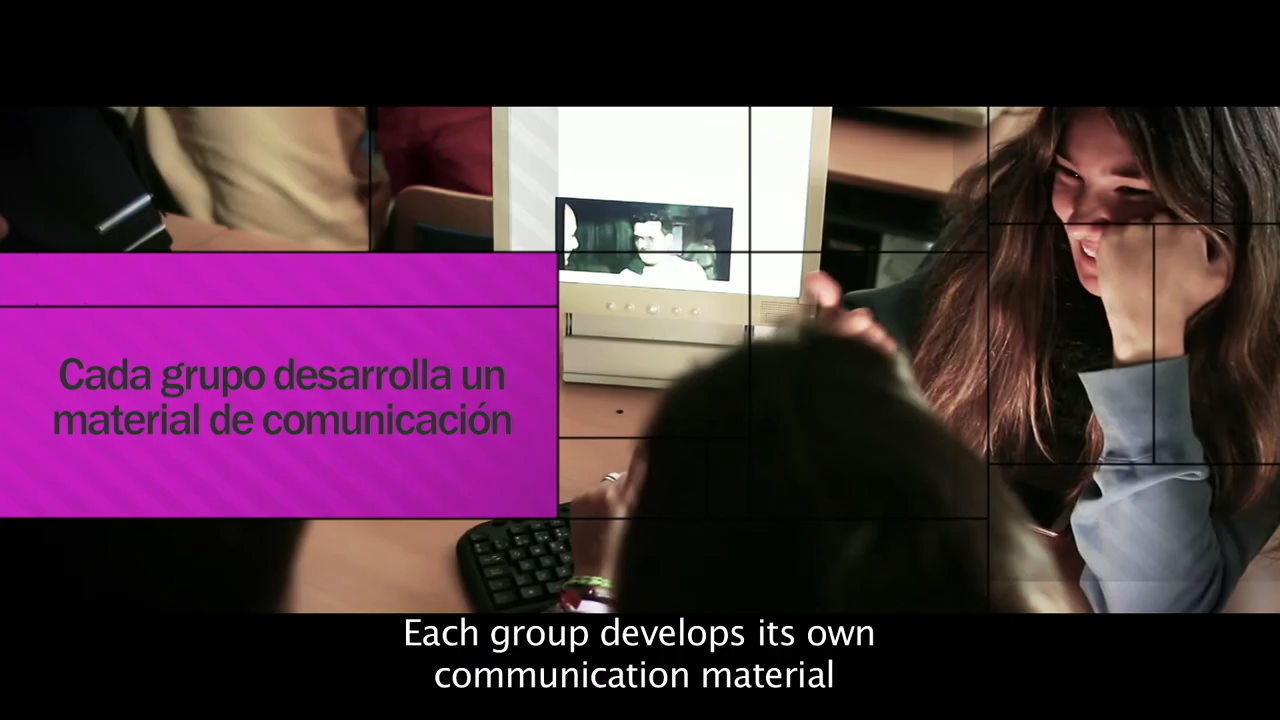 Cada grupo desarrolla un
material de comunicación
Each group develops its own
communication material